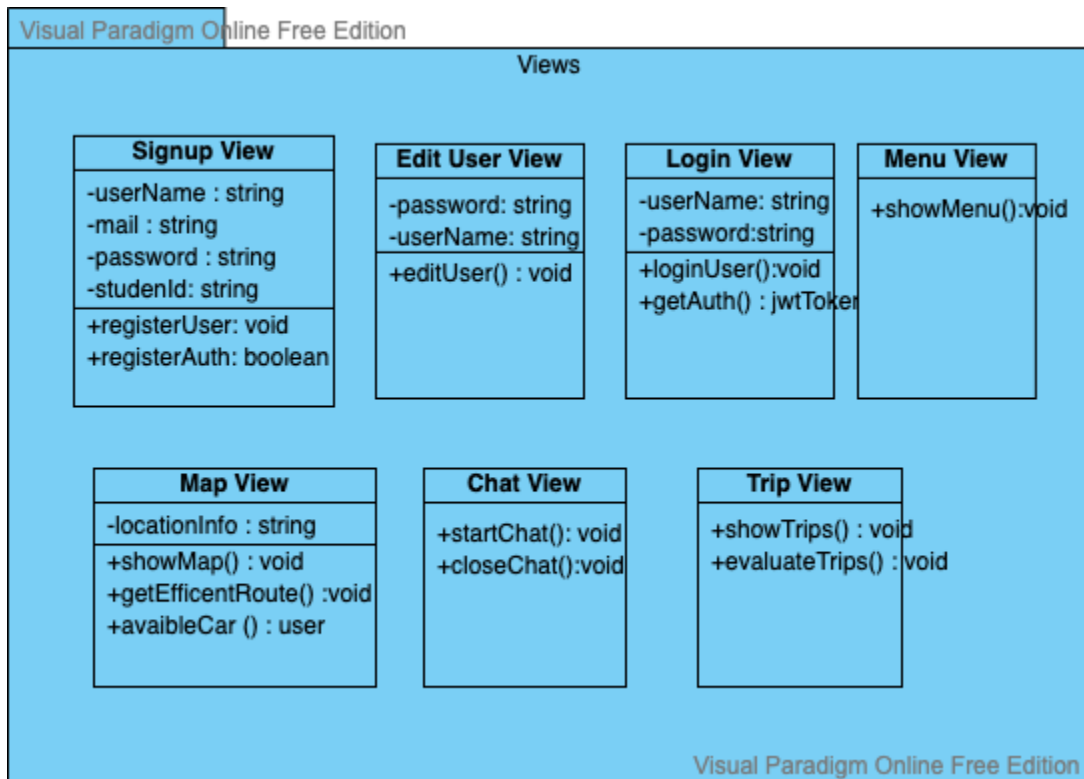 Visual Paradigm Online Free Edition
Views
Signup View
-userName : string
-mail : string
-password : string
-studenId: string
+registerUser: void
+registerAuth: boolean
Edit User View
-password: string
-userName: string
+editUser() : void
Login View
-userName: string
-password:string
+loginUser():void
+getAuth() : jwtToken
Menu View
+showMenu():void
Map View
-locationInfo : string
+showMap() : void
+getEfficentRoute() :void
+avaibleCar () : user
Chat View
+startChat(): void
+closeChat():void
Trip View
+showTrips() : void
+evaluateTrips() : void
Visual Paradigm Online Free Edition